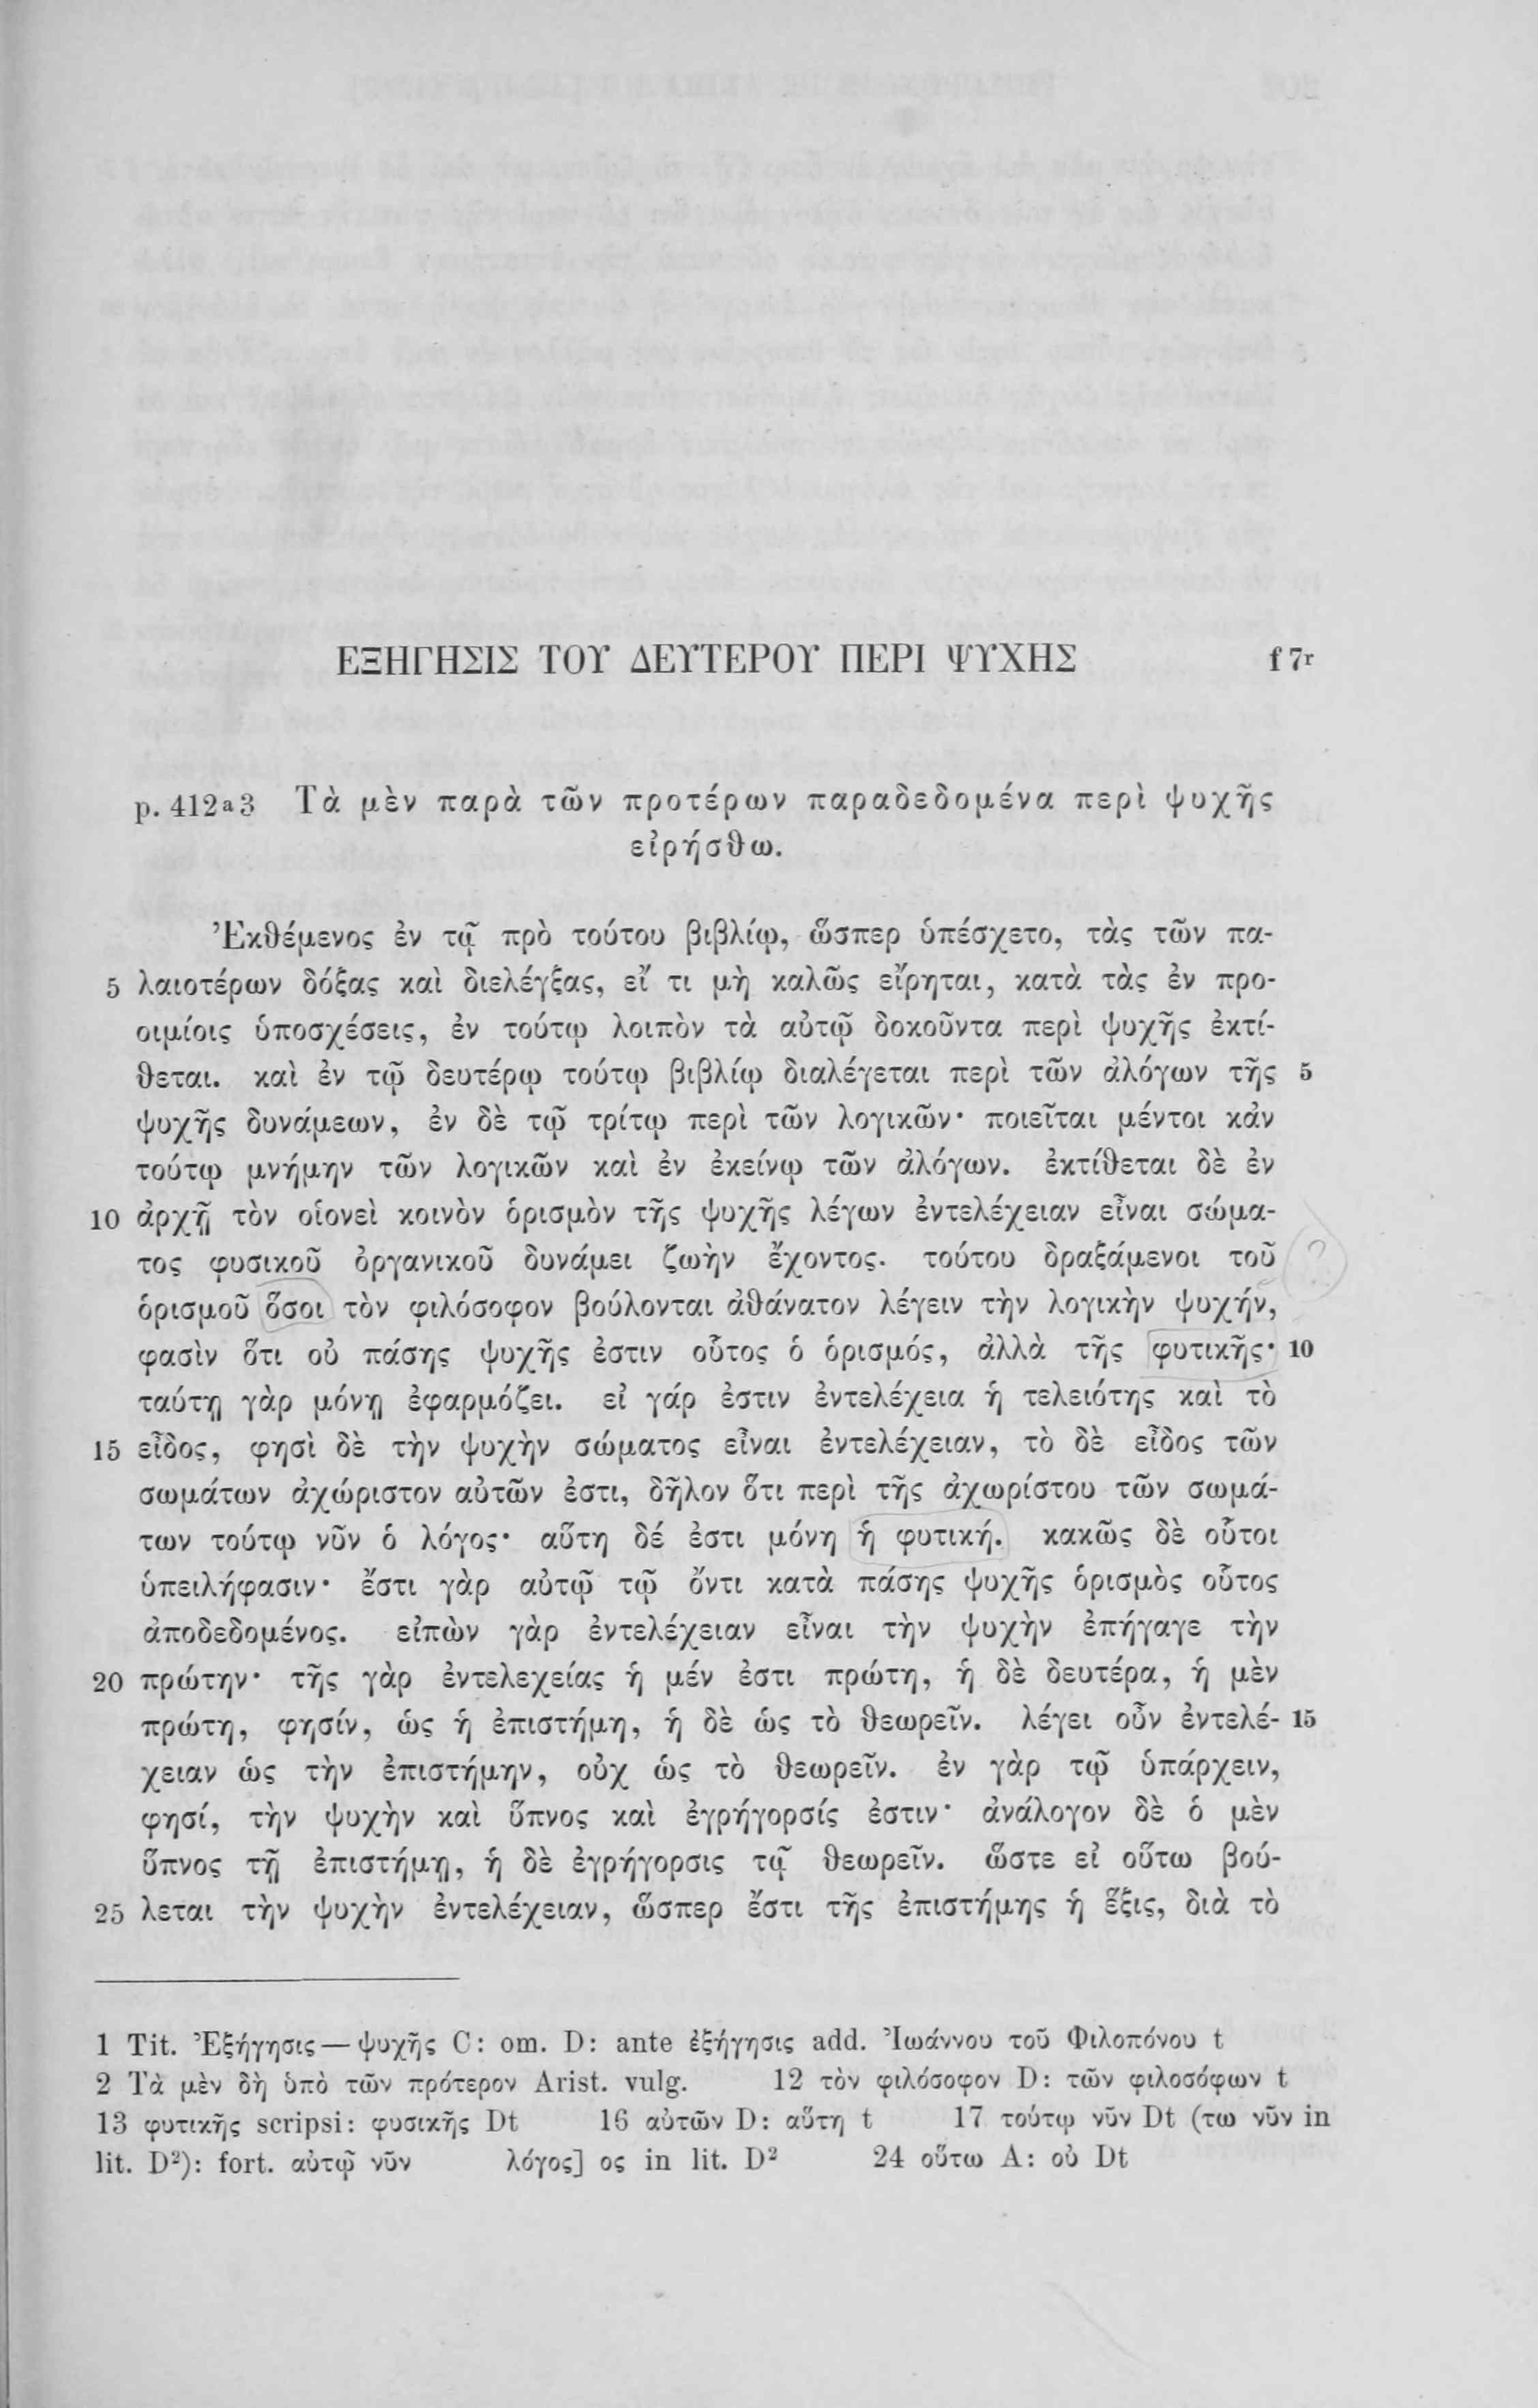 ΕΞΗΓΗΣΙΣ ΤΟΥ ΔΕΥΤΕΡΟΥ ΠΕΡΙ ΨΥΧΗΣ f 7r
p. 412a3 Τὰ μὲν παρὰ τῶν προτέρων παραδεδομένα περὶ ψυχῆς
εἰρήσθω.
Ἐκθέμενος ἐν τῷ πρὸ τούτου βιβλίῳ, ὥσπερ ὑπέσχετο, τὰς τῶν πα-
5 λαιοτέρων δόξας καὶ διελέγξας, εἴ τι μὴ καλῶς εἴρηται, κατὰ τὰς ἐν προ-
οιμίοις ὑποσχέσεις, ἐν τούτῳ λοιπὸν τὰ αὐτῷ δοκοῦντα περὶ ψυχῆς ἐκτί-
θεται. καὶ ἐν τῷ δευτέρῳ τούτῳ βιβλίῳ διαλέγεται περὶ τῶν ἀλόγων τῆς 5
ψυχῆς δυνάμεων, ἐν δὲ τῷ τρίτῳ περὶ τῶν λογικῶν· ποιεῖται μέντοι κἀν
τούτῳ μνήμην τῶν λογικῶν καὶ ἐν ἐκείνῳ τῶν ἀλόγων. ἐκτίθεται δὲ ἐν
10 ἀρχῇ τὸν οἱονεὶ κοινὸν ὁρισμὸν τῆς ψυχῆς λέγων ἐντελέχειαν εἶναι σώμα-
τος φυσικοῦ ὀργανικοῦ δυνάμει ζωὴν ἔχοντος. τούτου δραξάμενοι τοῦ ?
ὁρισμοῦ ὅσοι τὸν φιλόσοφον βούλονται ἀθάνατον λέγειν τὴν λογικὴν ψυχήν,
φασὶν ὅτι οὐ πάσης ψυχῆς ἐστιν οὗτος ὁ ὁρισμός, ἀλλὰ τῆς φυτικῆς· 10
ταύτῃ γὰρ μόνῃ ἐφαρμόζει. εἰ γάρ ἐστιν ἐντελέχεια ἡ τελειότης καὶ τὸ
15 εἶδος, φησὶ δὲ τὴν ψυχὴν σώματος εἶναι ἐντελέχειαν, τὸ δὲ εἶδος τῶν
σωμάτων ἀχώριστον αὐτῶν ἐστι, δῆλον ὅτι περὶ τῆς ἀχωρίστου τῶν σωμά-
των τούτῳ νῦν ὁ λόγος· αὕτη δέ ἐστι μόνη ἡ φυτική. κακῶς δὲ οὗτοι
ὑπειλήφασιν· ἔστι γὰρ αὐτῷ τῷ ὄντι κατὰ πάσης ψυχῆς ὁρισμὸς οὗτος
ἀποδεδομένος. εἰπὼν γὰρ ἐντελέχειαν εἶναι τὴν ψυχὴν ἐπήγαγε τὴν
20 πρώτην· τῆς γὰρ ἐντελεχείας ἡ μέν ἐστι πρώτη, ἡ δὲ δευτέρα, ἡ μὲν
πρώτη, φησίν, ὡς ἡ ἐπιστήμη, ἡ δὲ ὡς τὸ θεωρεῖν. λέγει οὖν ἐντελέ- 15
χειαν ὡς τὴν ἐπιστήμην, οὐχ ὡς τὸ θεωρεῖν. ἐν γὰρ τῷ ὑπάρχειν,
φησί, τὴν ψυχὴν καὶ ὕπνος καὶ ἐγρήγορσίς ἐστιν· ἀνάλογον δὲ ὁ μὲν
ὕπνος τῇ ἐπιστήμῃ, ἡ δὲ ἐγρήγορσις τῷ θεωρεῖν. ὥστε εἰ οὕτω βού-
25 λεται τὴν ψυχὴν ἐντελέχειαν, ὥσπερ ἔστι τῆς ἐπιστήμης ἡ ἕξις, διὰ τὸ
1 Tit. Ἐξήγησις — ψυχῆς C: om. D: ante ἐξήγησις add. Ἰωάννου τοῦ Φιλοπόνου t
2 Τὰ μὲν δὴ ὑπὸ τῶν πρότερον Arist. vulg. 12 τὸν φιλόσοφον D: τῶν φιλοσόφων t
13 φυτικῆς scripsi: φυσικῆς Dt 16 αὐτῶν D: αὕτη t 17 τούτῳ νῦν Dt (τω νῦν in
lit. D²): fort. αὐτῷ νῦν λόγος] ος in lit. D² 24 οὕτω A: οὐ Dt